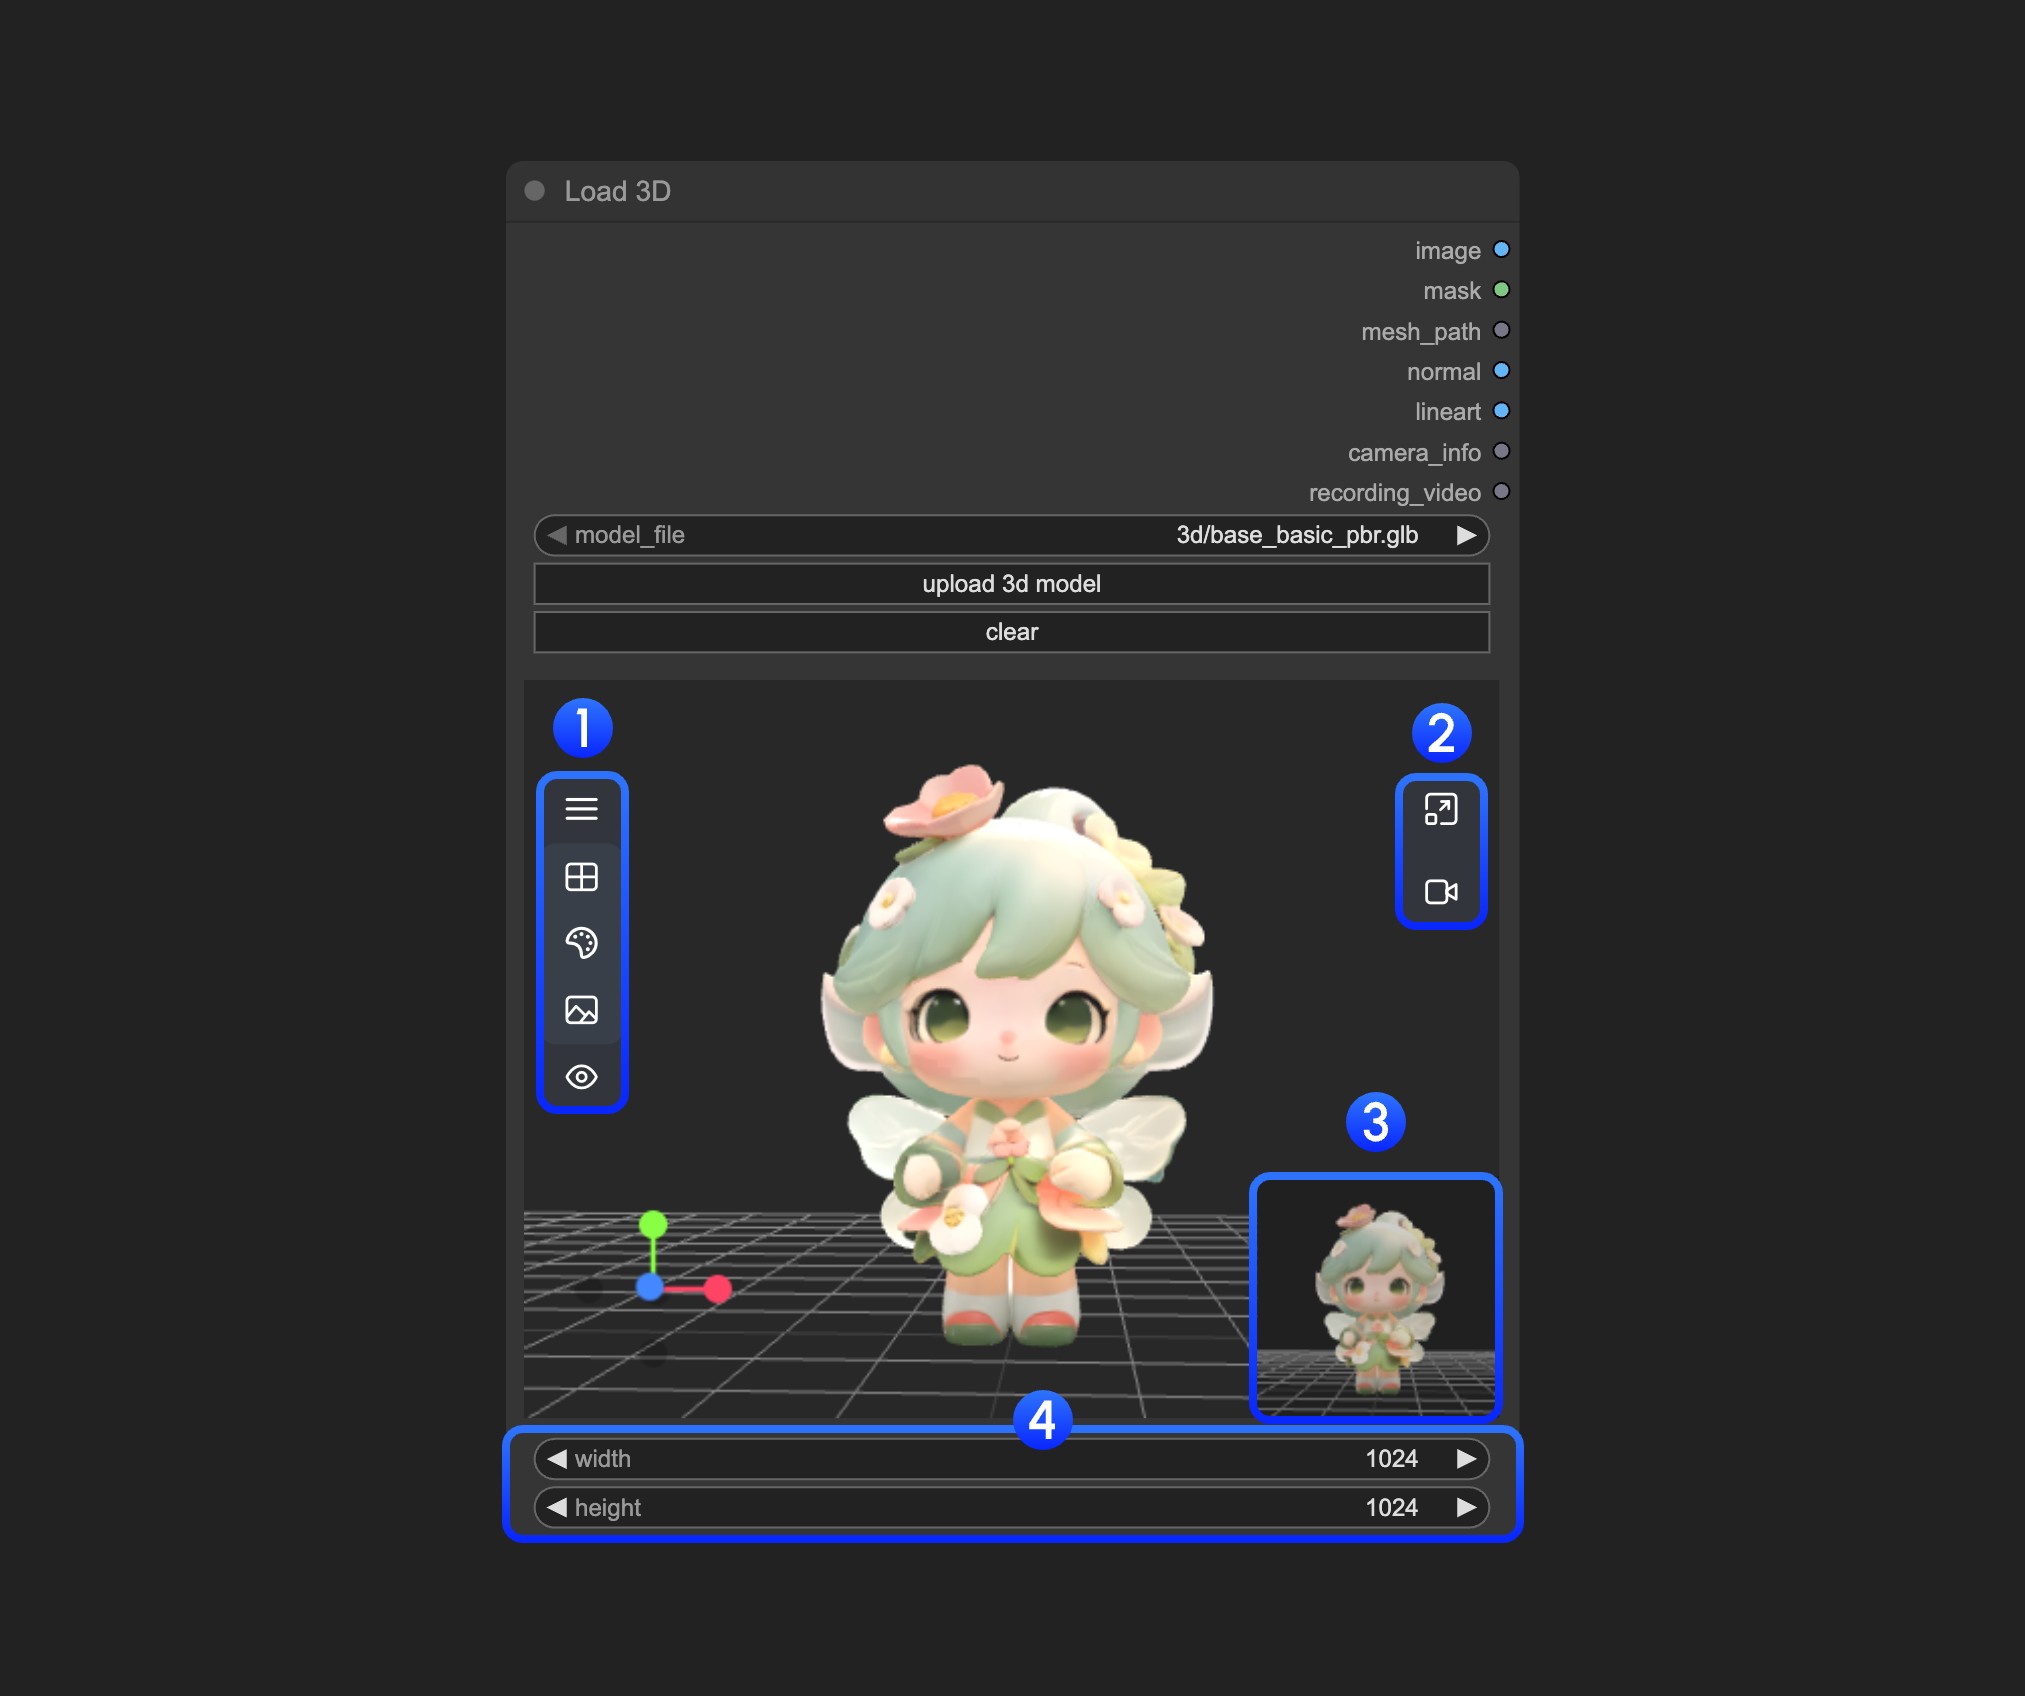 Load 3D
image
mask
mesh_path
normal
lineart
camera_info
recording_video
model_file 3d/base_basic_pbr.glb
upload 3d model
clear
1
2
3
4
width 1024
height 1024